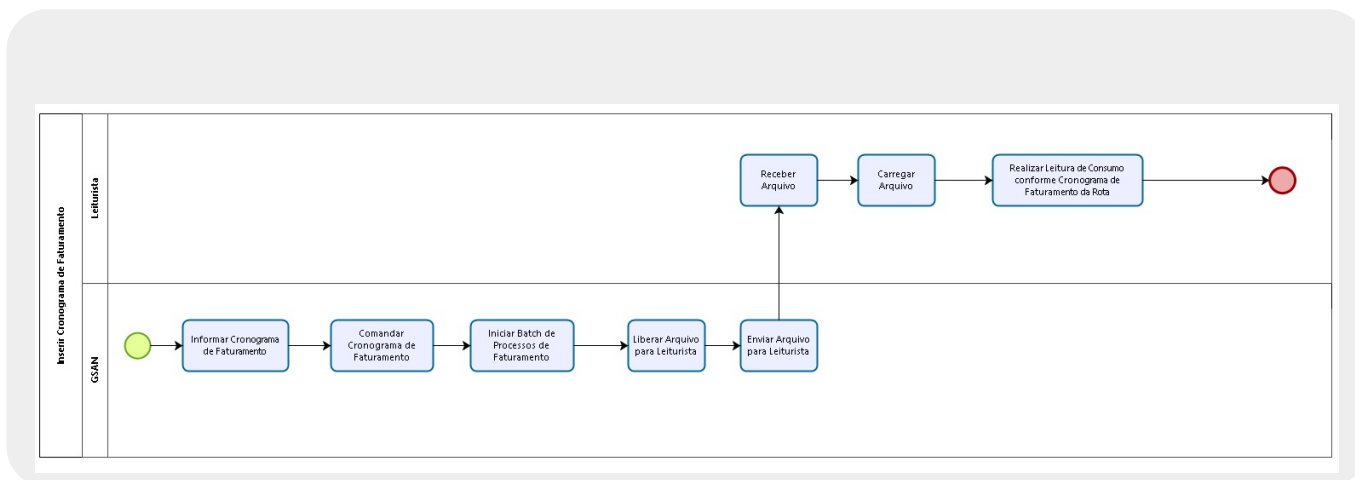 Inserir Cronograma de Faturamento
Leiturista
Receber
Arquivo
Carregar
Arquivo
Realizar Leitura de Consumo
conforme Cronograma de
Faturamento da Rota
GSAN
Informar Cronograma
de Faturamento
Comandar
Cronograma de
Faturamento
Iniciar Batch de
Processos de
Faturamento
Liberar Arquivo
para Leiturista
Enviar Arquivo
para Leiturista